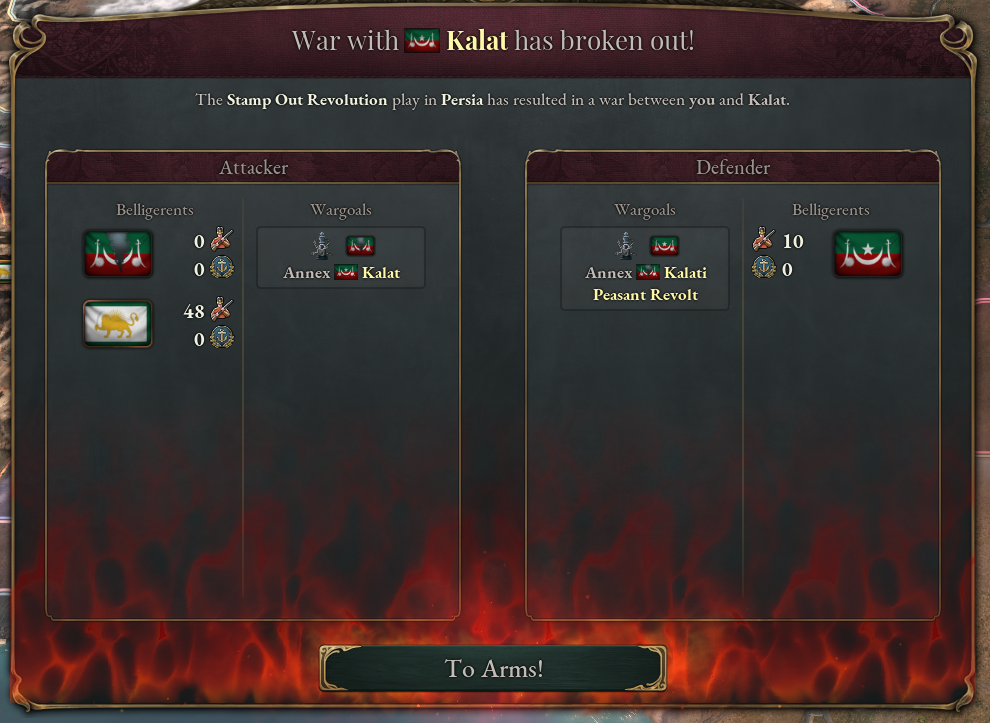 War with Kalat has broken out!
The Stamp Out Revolution play in Persia has resulted in a war between you and Kalat.
Attacker
Belligerents
Wargoals
0
0
48
0
Annex Kalat
Defender
Wargoals
Belligerents
Annex Kalati
Peasant Revolt
10
0
To Arms!